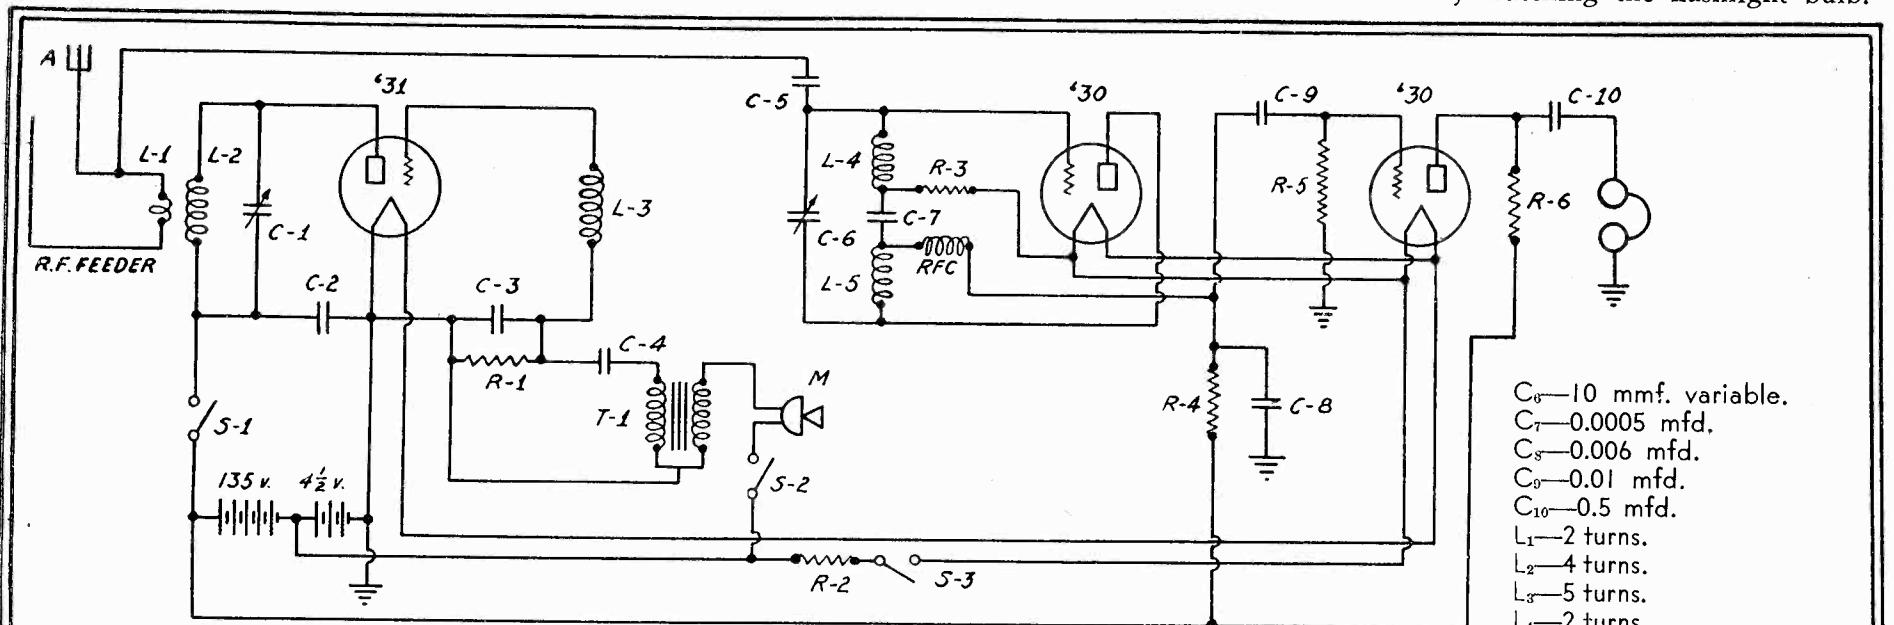 the flashlight bulb.
A
'31
C-5
'30
C-9
'30
C-10
L-1
L-2
L-4
R-3
R-5
R-6
L-3
C-1
C-7
C-6
RFC
R.F. FEEDER
C-2
C-3
L-5
C-4
R-1
M
T-1
R-4
C-8
S-1
135 v.
4½ v.
S-2
R-2
S-3
C₆—10 mmf. variable.
C₇—0.0005 mfd.
C₈—0.006 mfd.
C₉—0.01 mfd.
C₁₀—0.5 mfd.
L₁—2 turns.
L₂—4 turns.
L₃—5 turns.